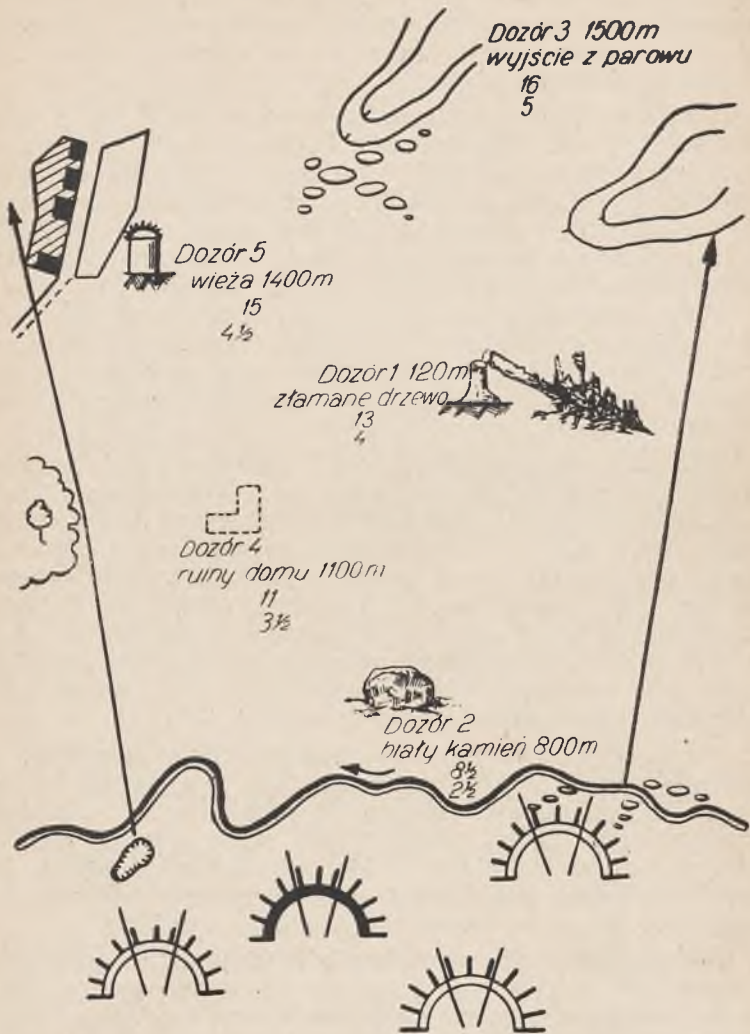 Dozór 3 1500m
wyjście z parowu
16
5
Dozór 5
wieża 1400m
15
4½
Dozór 1 120m
złamane drzewo
13
4
Dozór 4
ruiny domu 1100m
11
3½
Dozór 2
biały kamień 800m
8½
2½